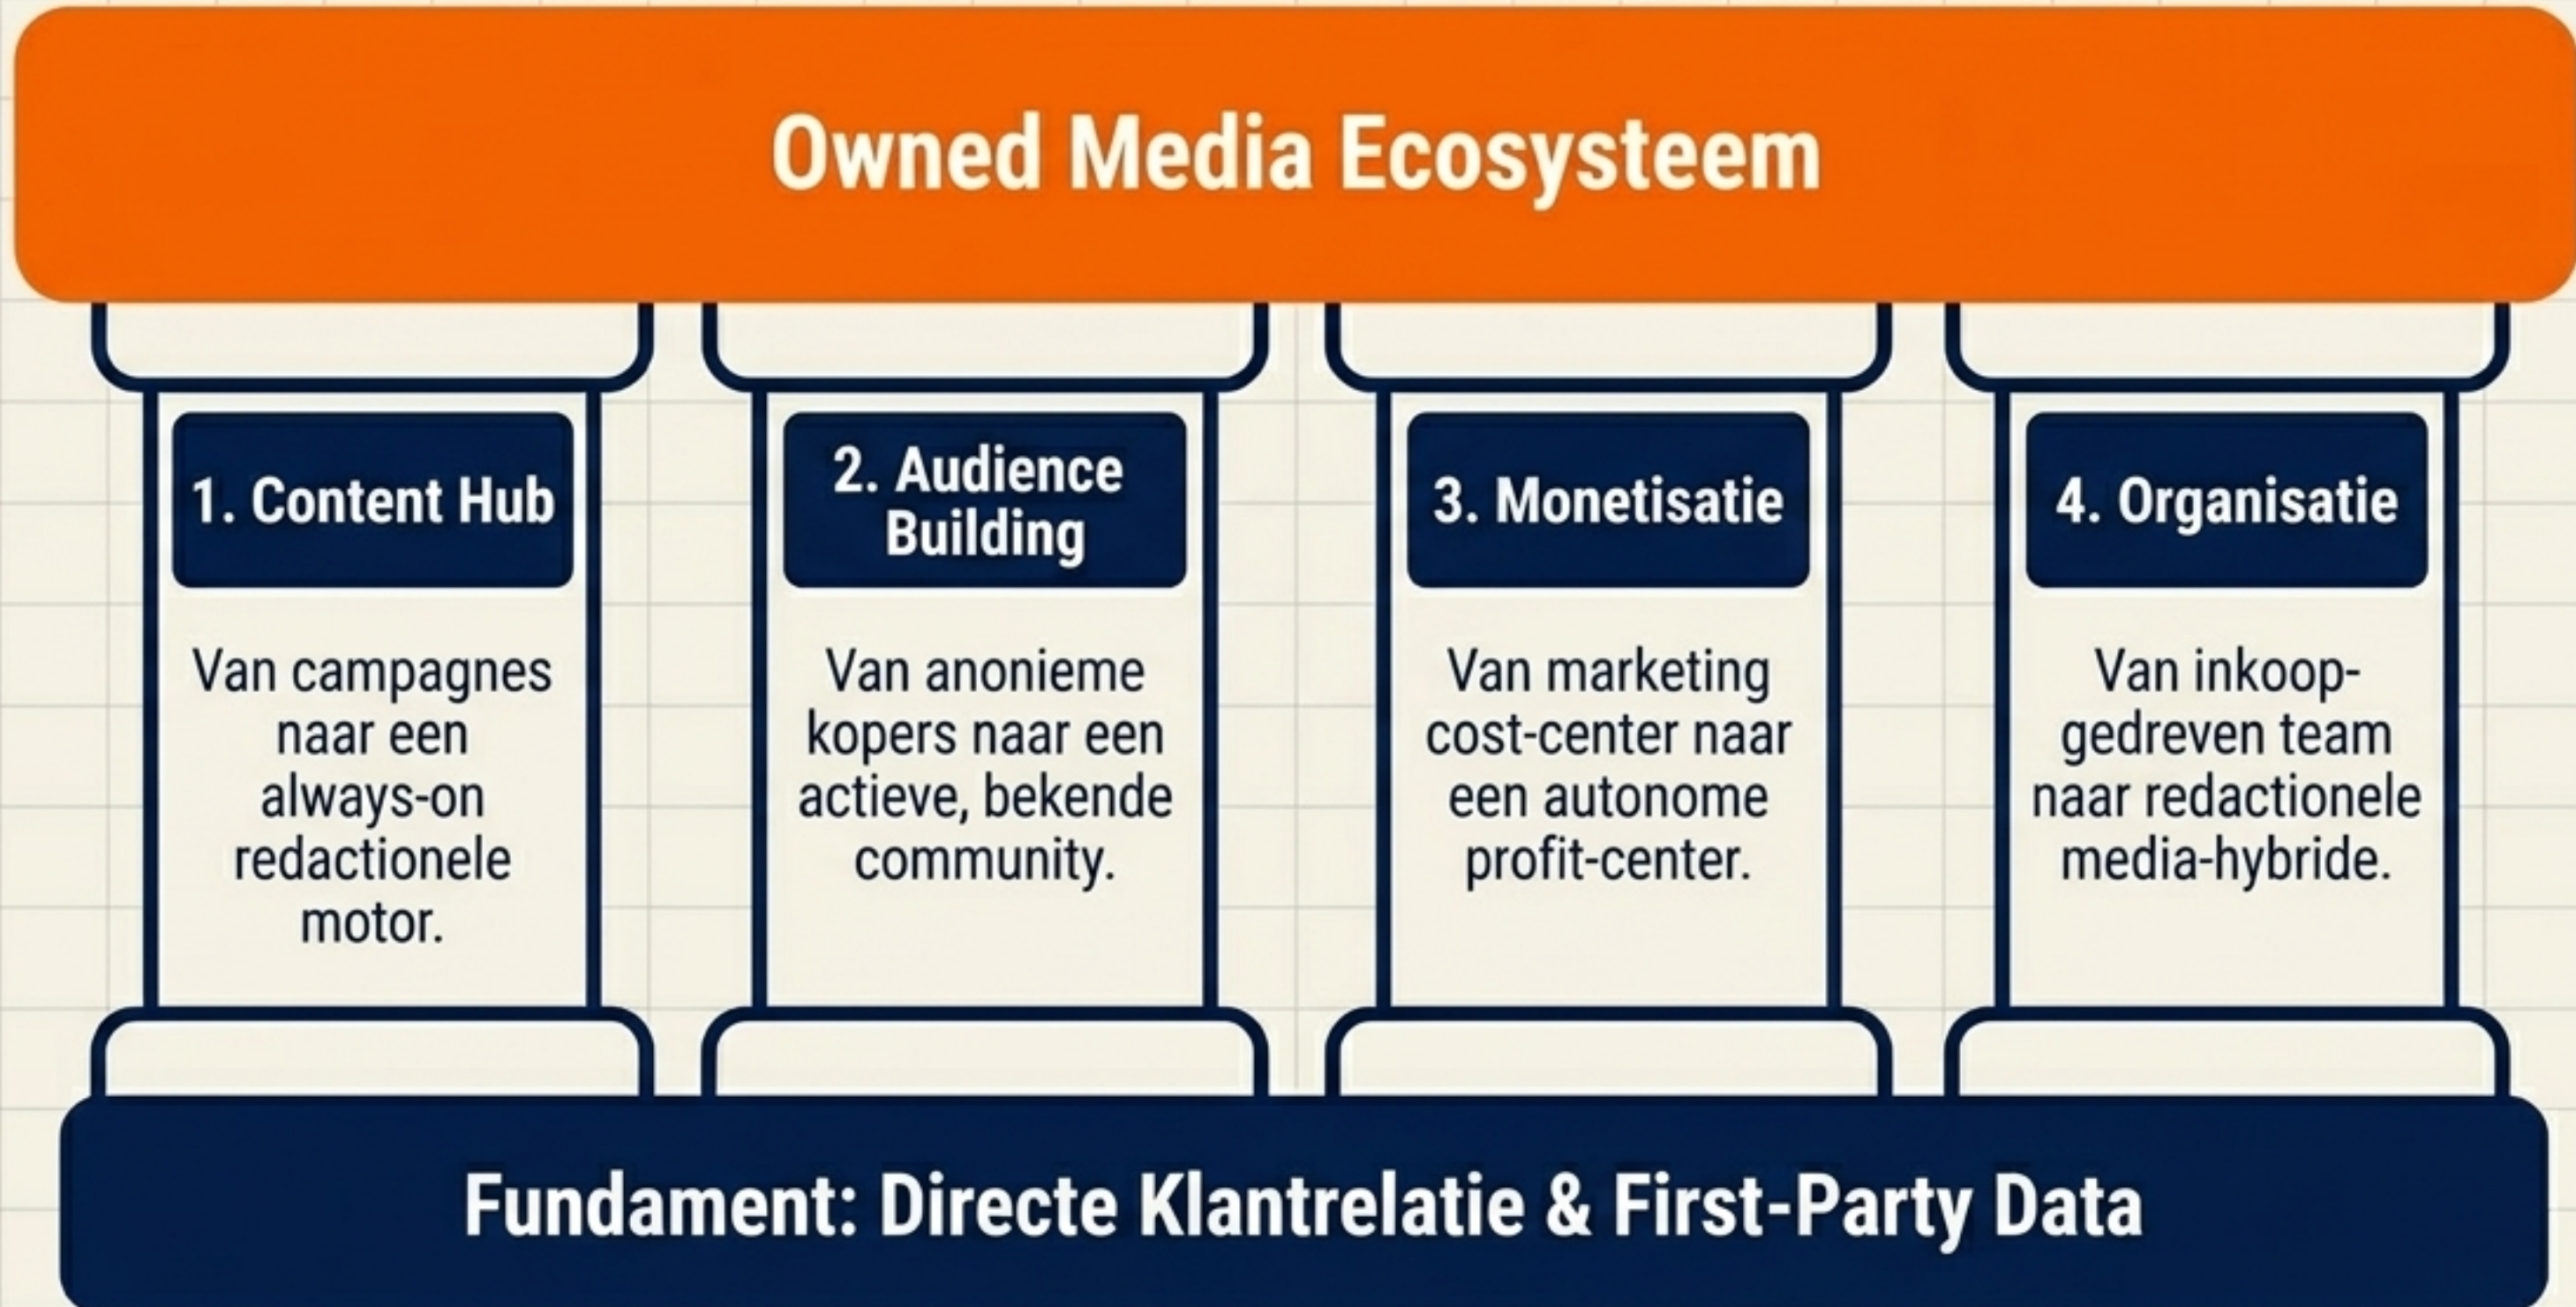 Owned Media Ecosysteem
1. Content Hub
Van campagnes
naar een
always-on
redactionele
motor.
2. Audience
Building
Van anonieme
kopers naar een
actieve, bekende
community.
3. Monetisatie
Van marketing
cost-center naar
een autonome
profit-center.
4. Organisatie
Van inkoop-
gedreven team
naar redactionele
media-hybride.
Fundament: Directe Klantrelatie & First-Party Data